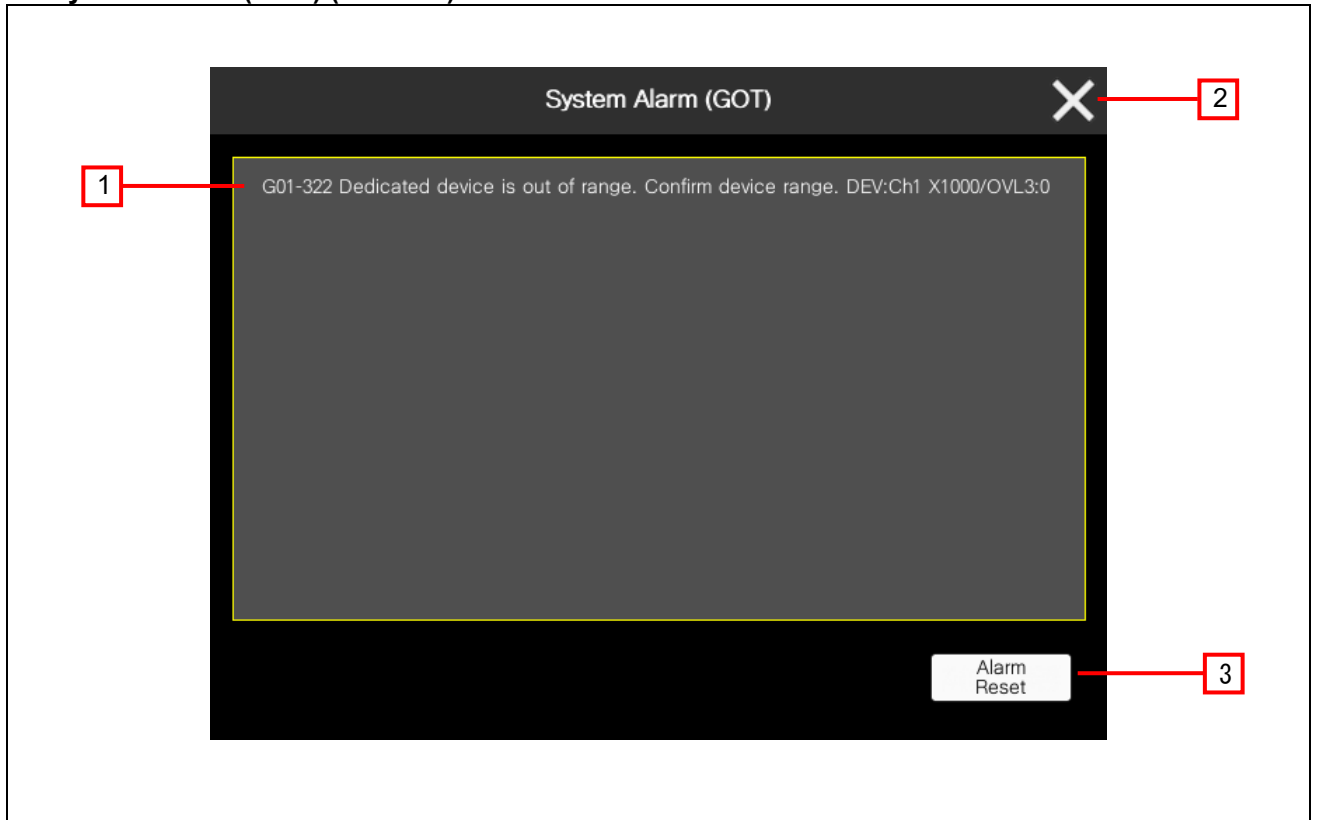 System Alarm (GOT)
2
1
G01-322 Dedicated device is out of range. Confirm device range. DEV:Ch1 X1000/OVL3:0
Alarm
Reset
3